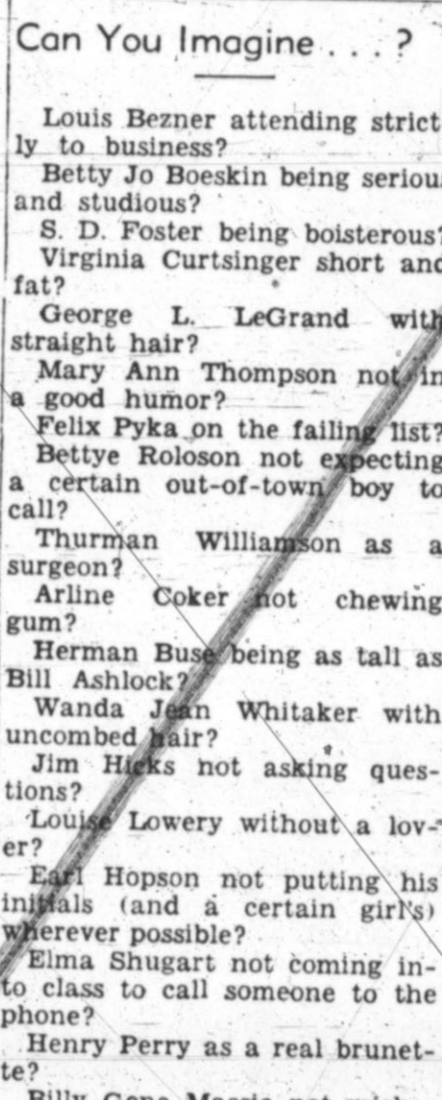 Can You Imagine . . . ?
Louis Bezner attending strict-
ly to business?
Betty Jo Boeskin being seriou
and studious?
S. D. Foster being boisterous?
Virginia Curtsinger short and
fat?
George L. LeGrand with
straight hair?
Mary Ann Thompson not in
a good humor?
Felix Pyka on the failing list?
Bettye Roloson not expecting
a certain out-of-town boy to
call?
Thurman Williamson as a
surgeon?
Arline Coker not chewing
gum?
Herman Buse being as tall as
Bill Ashlock?
Wanda Jean Whitaker with
uncombed hair?
Jim Hicks not asking ques-
tions?
Louise Lowery without a lov-
er?
Earl Hopson not putting his
initials (and a certain girl's)
wherever possible?
Elma Shugart not coming in-
to class to call someone to the
phone?
Henry Perry as a real brunet-
te?
Billy Gene